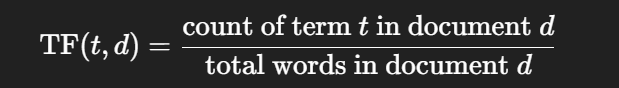 TF(t, d) = count of term t in document d / total words in document d